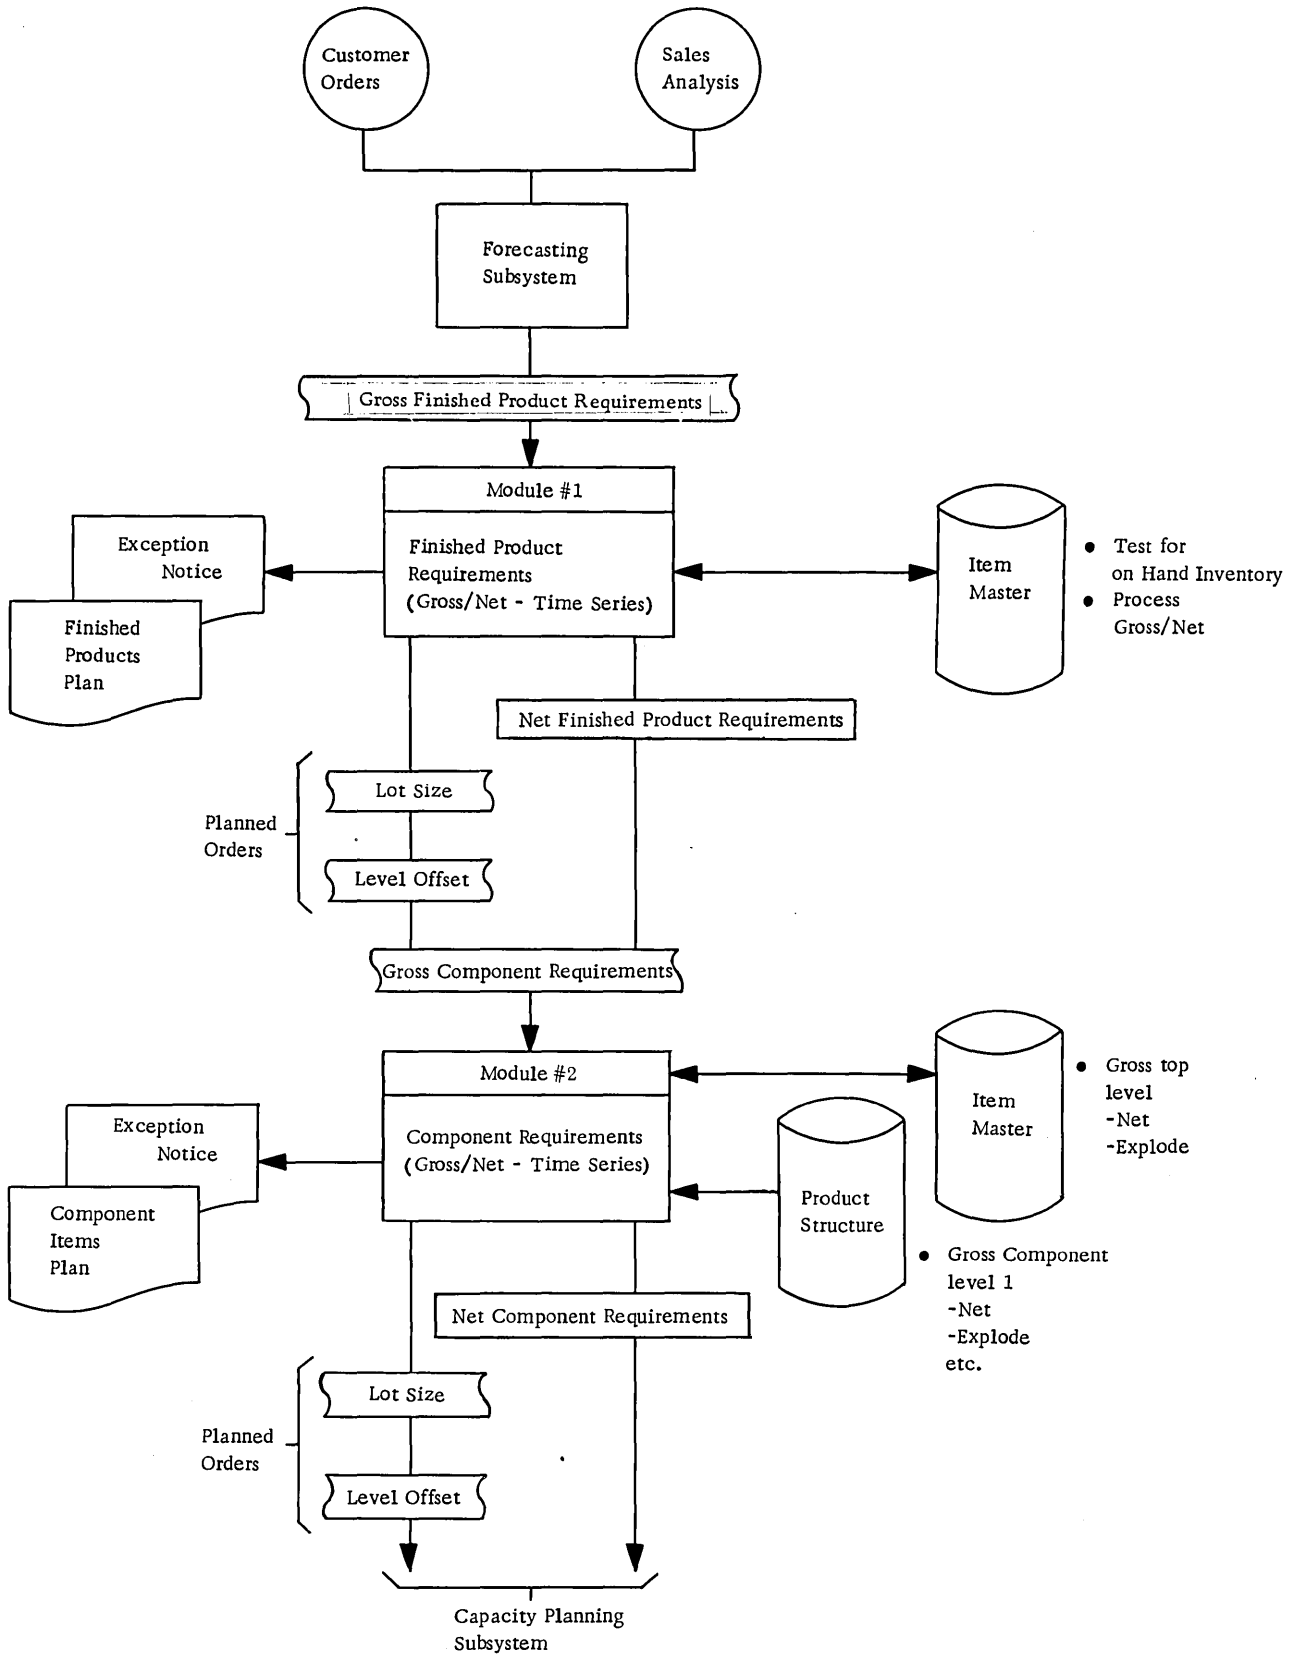 Customer
Orders
Sales
Analysis
Forecasting
Subsystem
Gross Finished Product Requirements
Module #1
Finished Product
Requirements
(Gross/Net - Time Series)
Exception
Notice
Finished
Products
Plan
Item
Master
● Test for
on Hand Inventory
● Process
Gross/Net
Net Finished Product Requirements
Lot Size
Planned
Orders
Level Offset
Gross Component Requirements
Module #2
Component Requirements
(Gross/Net - Time Series)
Exception
Notice
Component
Items
Plan
Item
Master
● Gross top
level
-Net
-Explode
Product
Structure
● Gross Component
level 1
-Net
-Explode
etc.
Net Component Requirements
Lot Size
Planned
Orders
Level Offset
Capacity Planning
Subsystem